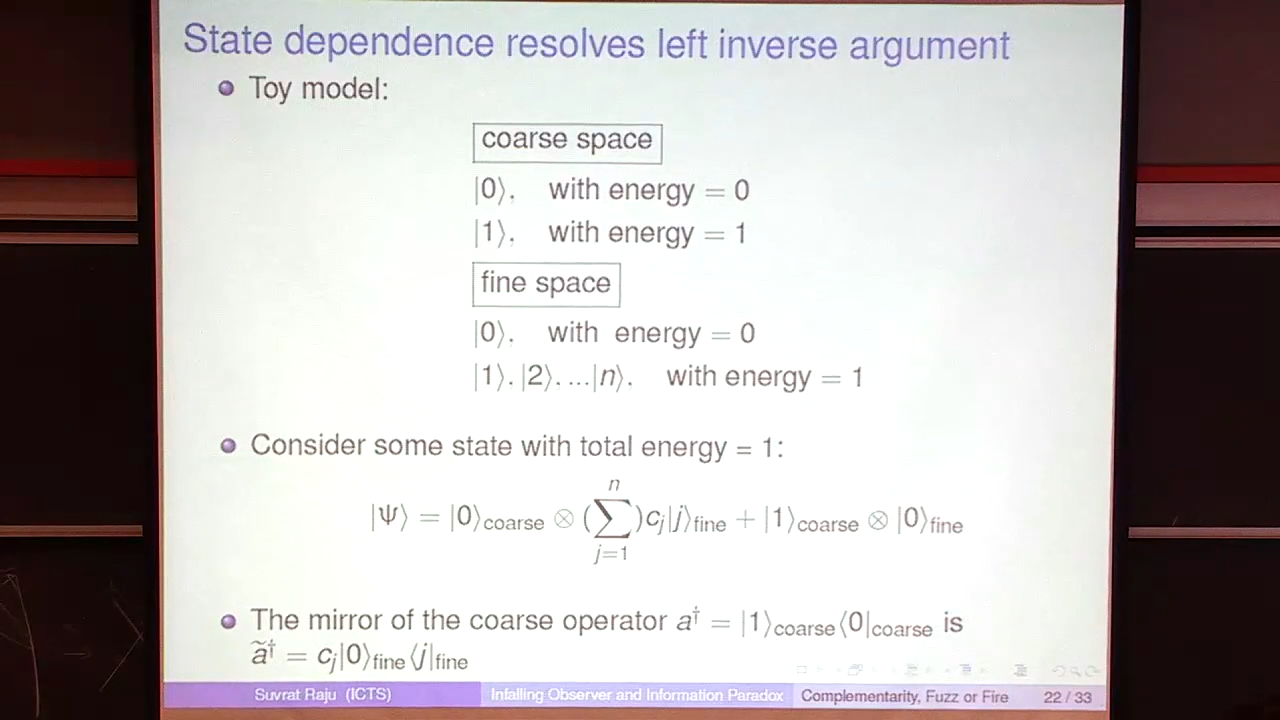 State dependence resolves left inverse argument
Toy model:
coarse space
|0⟩, with energy = 0
|1⟩, with energy = 1
fine space
|0⟩, with energy = 0
|1⟩, |2⟩, ...|n⟩, with energy = 1
Consider some state with total energy = 1:
|Ψ⟩ = |0⟩coarse ⊗ (∑_{j=1}^{n})c_j|j⟩fine + |1⟩coarse ⊗ |0⟩fine
The mirror of the coarse operator a† = |1⟩coarse⟨0|coarse is
ã† = c_j|0⟩fine⟨j|fine
Suvrat Raju (ICTS) Infalling Observer and Information Paradox Complementarity, Fuzz or Fire 22 / 33